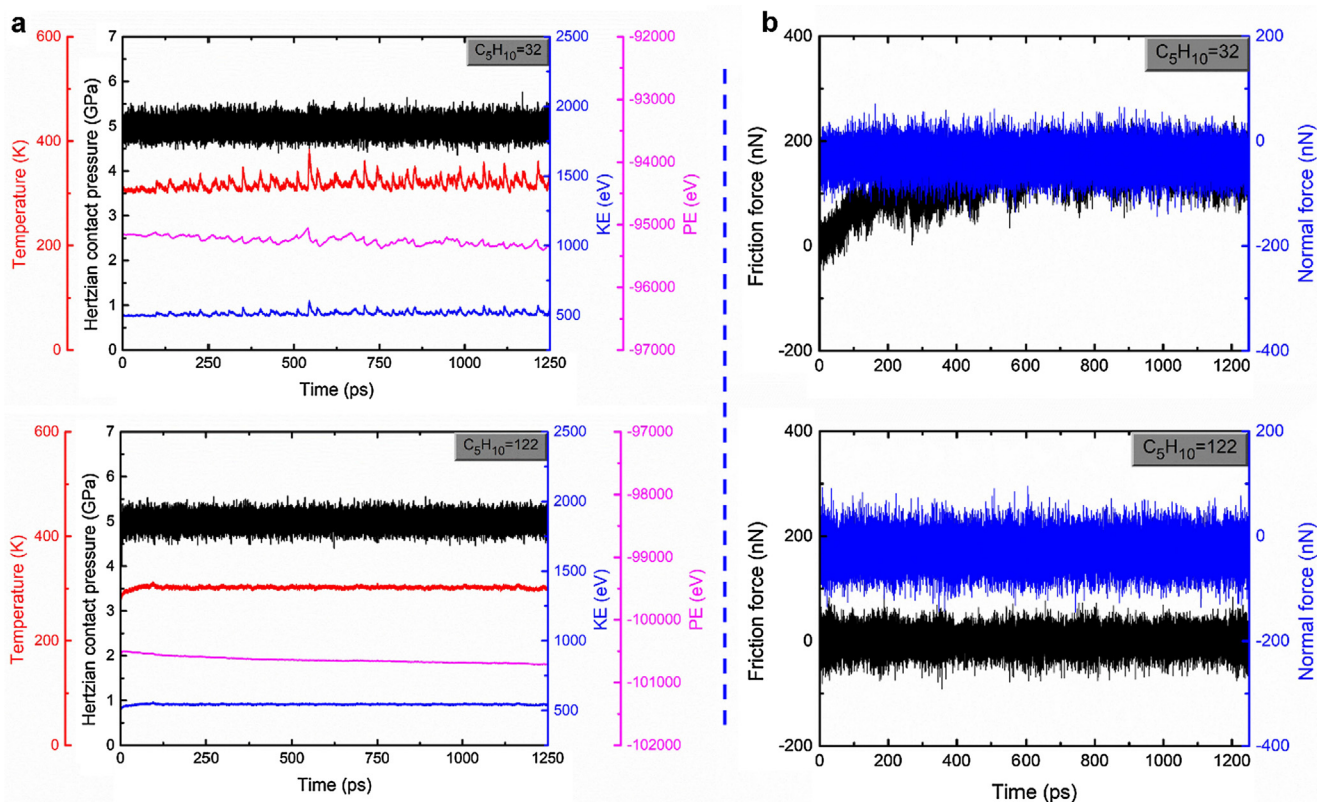 a
b
C₅H₁₀=32
Temperature (K)
0
200
400
600
Hertzian contact pressure (GPa)
0
1
2
3
4
5
6
7
0 250 500 750 1000 1250
Time (ps)
KE (eV)
500
1000
1500
2000
2500
PE (eV)
-92000
-93000
-94000
-95000
-96000
-97000
C₅H₁₀=32
Friction force (nN)
400
200
0
-200
0 200 400 600 800 1000 1200
Normal force (nN)
200
0
-200
-400
C₅H₁₀=122
Temperature (K)
0
200
400
600
Hertzian contact pressure (GPa)
0
1
2
3
4
5
6
7
0 250 500 750 1000 1250
Time (ps)
KE (eV)
500
1000
1500
2000
2500
PE (eV)
-97000
-98000
-99000
-100000
-101000
-102000
C₅H₁₀=122
Friction force (nN)
400
200
0
-200
0 200 400 600 800 1000 1200
Time (ps)
Normal force (nN)
200
0
-200
-400